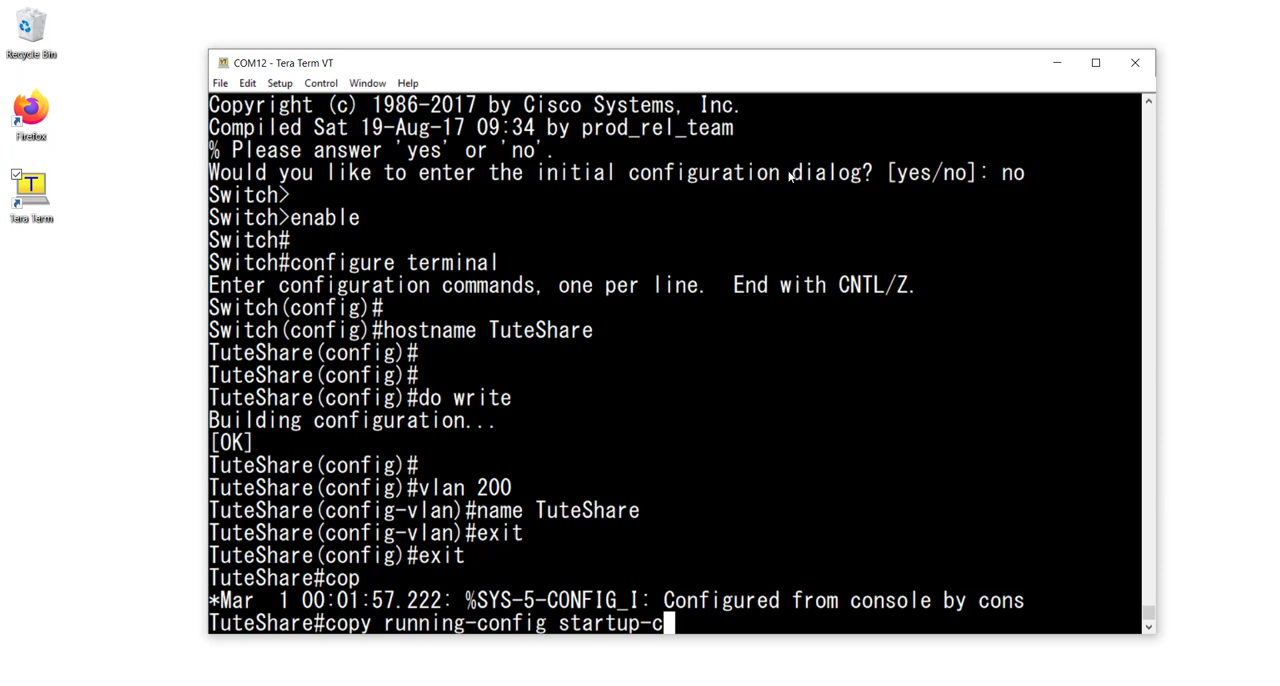 Recycle Bin
Firefox
Tera Term
COM12 - Tera Term VT
File Edit Setup Control Window Help
Copyright (c) 1986-2017 by Cisco Systems, Inc.
Compiled Sat 19-Aug-17 09:34 by prod_rel_team
% Please answer 'yes' or 'no'.
Would you like to enter the initial configuration dialog? [yes/no]: no
Switch>
Switch>enable
Switch#
Switch#configure terminal
Enter configuration commands, one per line.  End with CNTL/Z.
Switch(config)#
Switch(config)#hostname TuteShare
TuteShare(config)#
TuteShare(config)#
TuteShare(config)#do write
Building configuration...
[OK]
TuteShare(config)#
TuteShare(config)#vlan 200
TuteShare(config-vlan)#name TuteShare
TuteShare(config-vlan)#exit
TuteShare(config)#exit
TuteShare#cop
*Mar  1 00:01:57.222: %SYS-5-CONFIG_I: Configured from console by cons
TuteShare#copy running-config startup-c